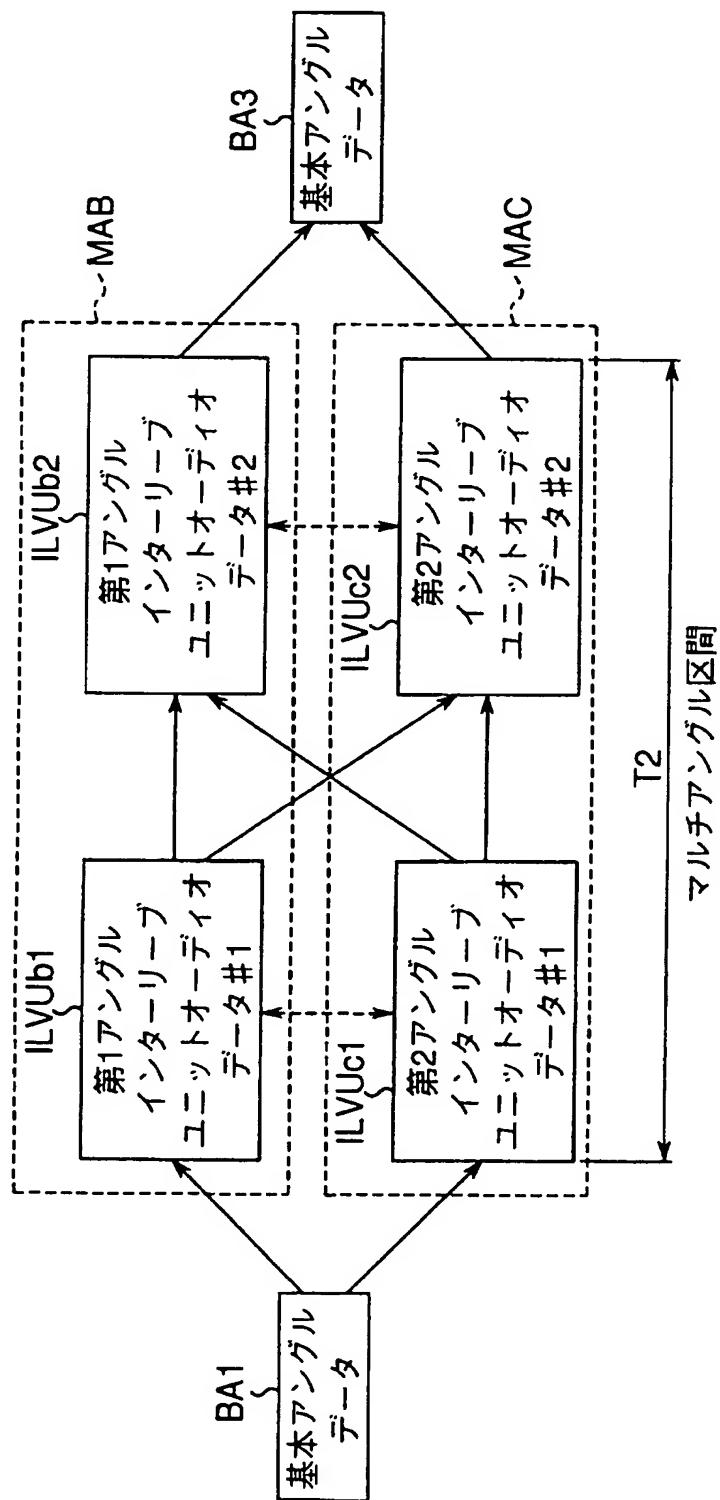 BA1
基本アングル
データ
MAB
ILVUb1
第1アングル
インターリーブ
ユニットオーディオ
データ#1
ILVUb2
第1アングル
インターリーブ
ユニットオーディオ
データ#2
BA3
基本アングル
データ
MAC
ILVUc1
第2アングル
インターリーブ
ユニットオーディオ
データ#1
ILVUc2
第2アングル
インターリーブ
ユニットオーディオ
データ#2
T2
マルチアングル区間